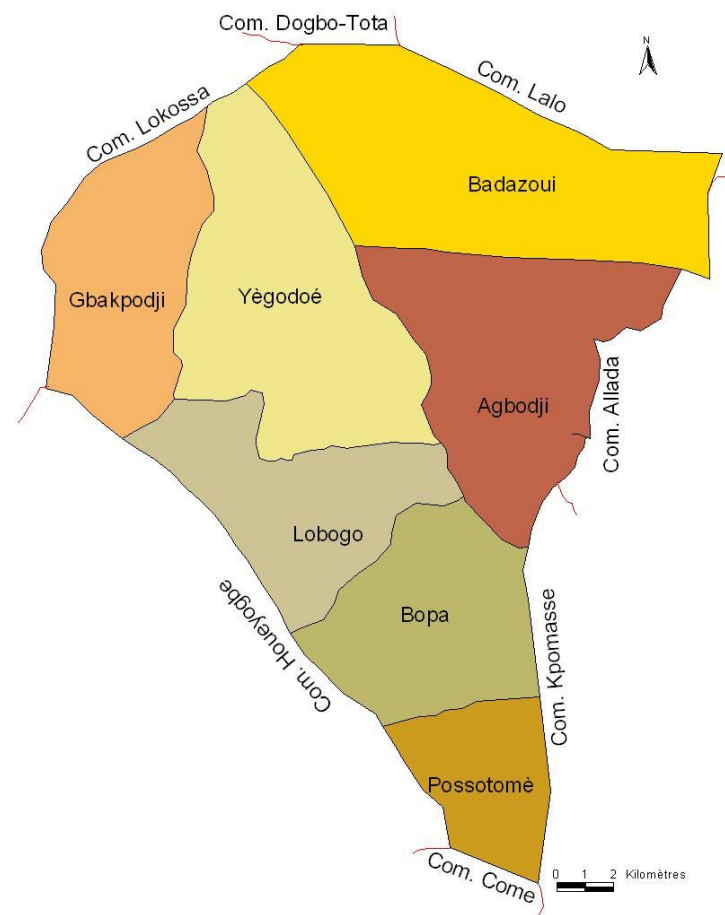 Com. Dogbo-Tota
N
Com. Lalo
Com. Lokossa
Badazoui
Gbakpodji
Yègodoé
Agbodji
Com. Allada
Lobogo
Com. Houeyogbe
Bopa
Com. Kpomasse
Possotomè
Com. Come
0 1 2 Kilomètres